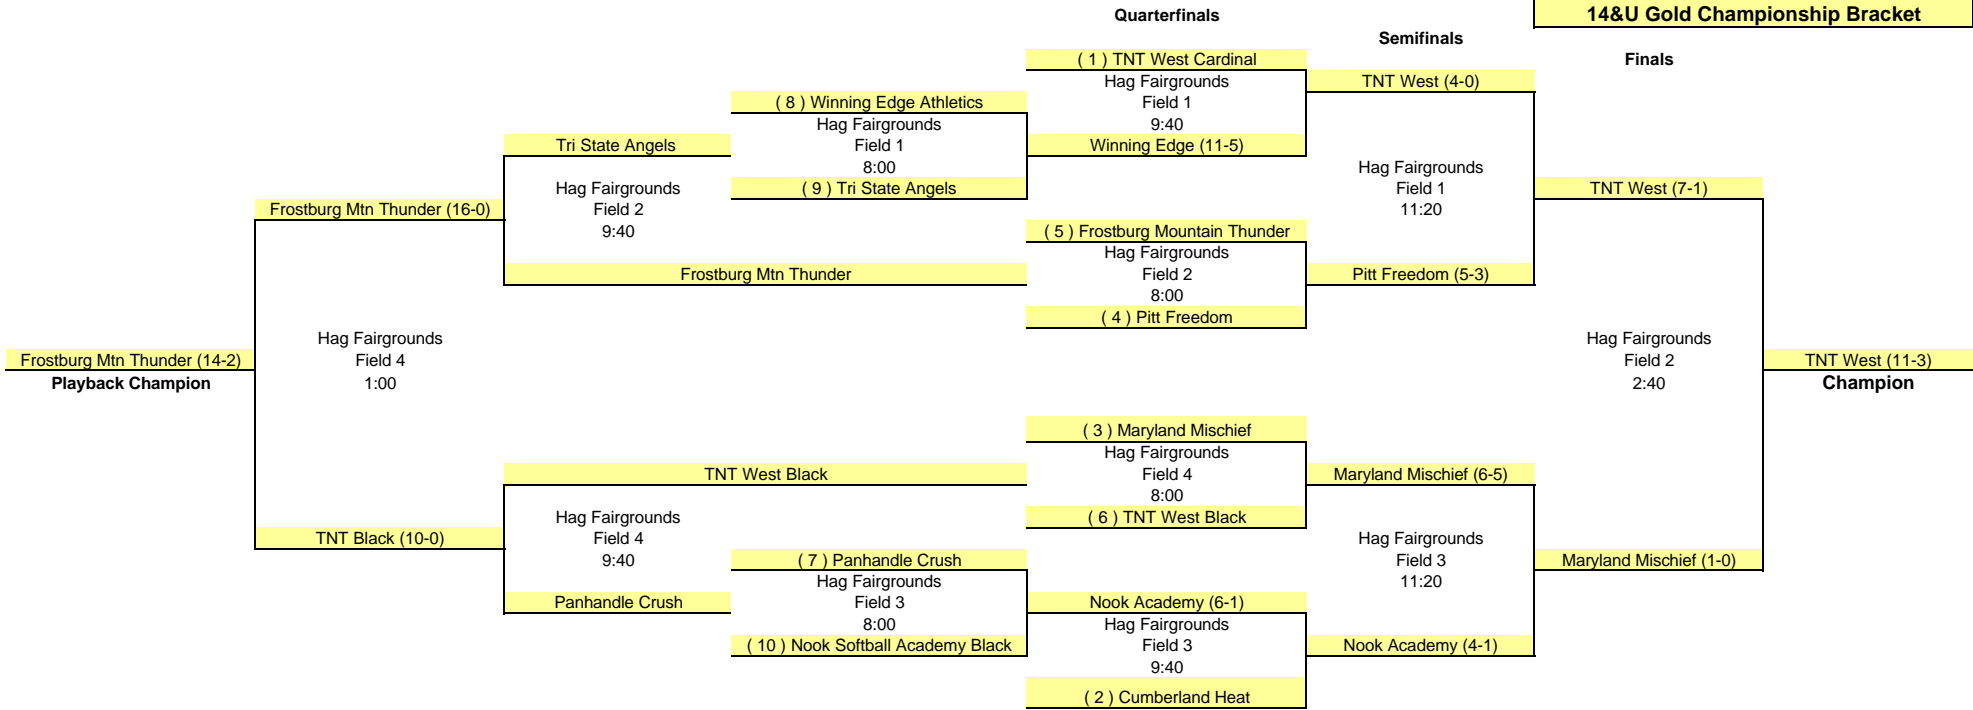 14&U Gold Championship Bracket
Quarterfinals
Semifinals
Finals
( 1 ) TNT West Cardinal
Hag Fairgrounds
Field 1
9:40
TNT West (4-0)
( 8 ) Winning Edge Athletics
Hag Fairgrounds
Field 1
8:00
Tri State Angels
Winning Edge (11-5)
( 9 ) Tri State Angels
Hag Fairgrounds
Field 2
9:40
Hag Fairgrounds
Field 1
11:20
TNT West (7-1)
Frostburg Mtn Thunder (16-0)
( 5 ) Frostburg Mountain Thunder
Hag Fairgrounds
Field 2
8:00
Frostburg Mtn Thunder
Pitt Freedom (5-3)
( 4 ) Pitt Freedom
Hag Fairgrounds
Field 4
1:00
Hag Fairgrounds
Field 2
2:40
Frostburg Mtn Thunder (14-2)
Playback Champion
TNT West (11-3)
Champion
( 3 ) Maryland Mischief
Hag Fairgrounds
Field 4
8:00
TNT West Black
Maryland Mischief (6-5)
( 6 ) TNT West Black
Hag Fairgrounds
Field 4
9:40
TNT Black (10-0)
Hag Fairgrounds
Field 3
11:20
( 7 ) Panhandle Crush
Hag Fairgrounds
Field 3
8:00
Maryland Mischief (1-0)
Panhandle Crush
Nook Academy (6-1)
Hag Fairgrounds
Field 3
9:40
( 10 ) Nook Softball Academy Black
Nook Academy (4-1)
( 2 ) Cumberland Heat